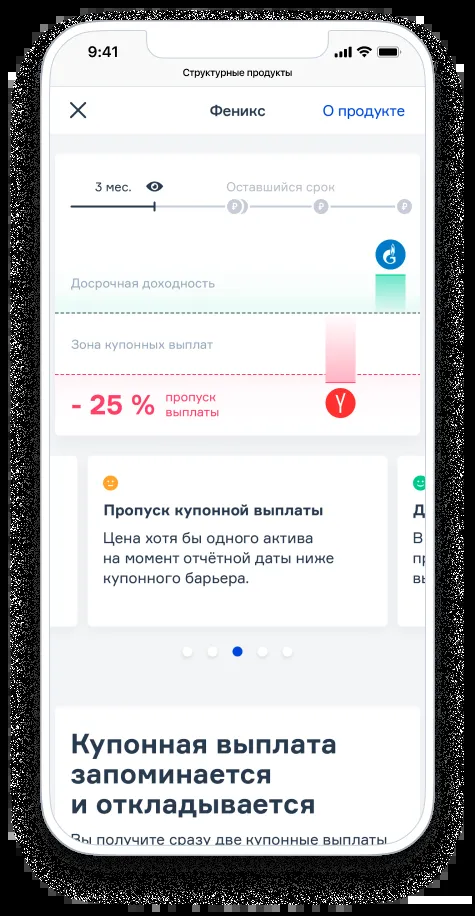 9:41
Структурные продукты
Феникс
О продукте
3 мес.
Оставшийся срок
₽ ₽ ₽
Досрочная доходность
Зона купонных выплат
- 25 %
пропуск
выплаты
Y
Пропуск купонной выплаты
Цена хотя бы одного актива
на момент отчётной даты ниже
купонного барьера.
Д
В
пр
вы
Купонная выплата
запоминается
и откладывается
Вы получите сразу две купонные выплаты